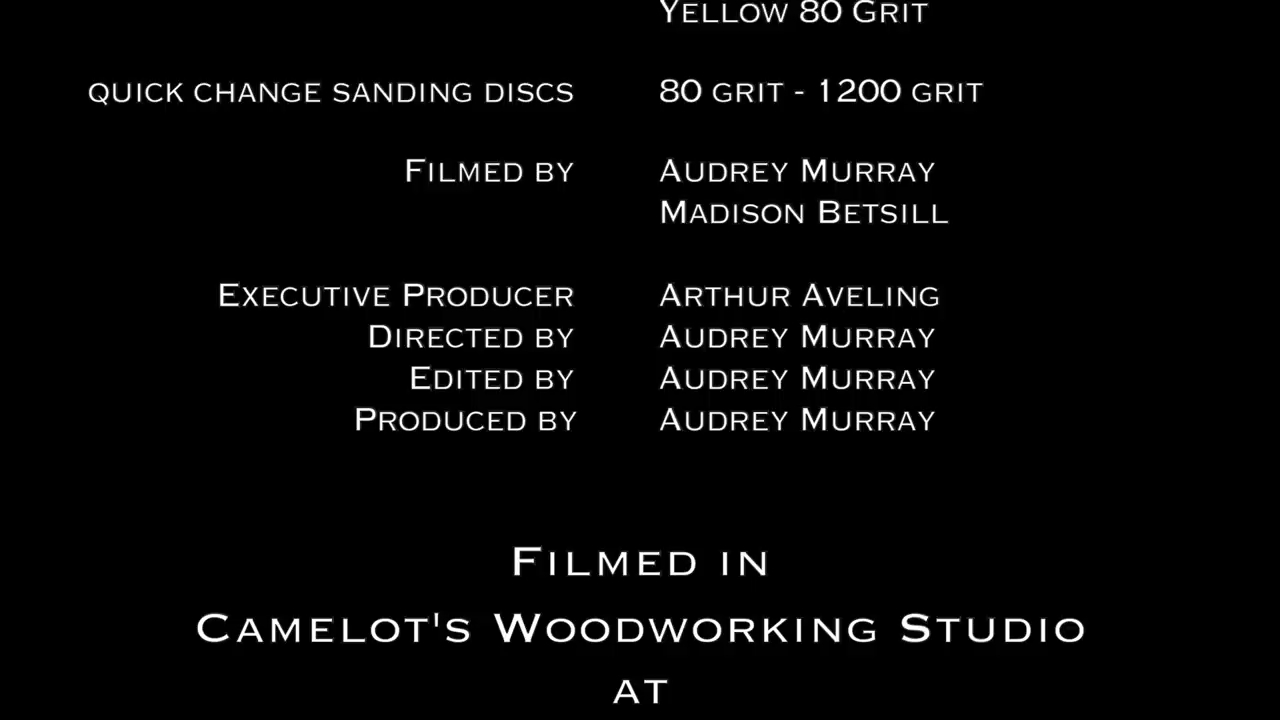 Yellow 80 Grit
quick change sanding discs 80 grit - 1200 grit
Filmed by Audrey Murray
Madison Betsill
Executive Producer Arthur Aveling
Directed by Audrey Murray
Edited by Audrey Murray
Produced by Audrey Murray
Filmed in
Camelot's Woodworking Studio
at